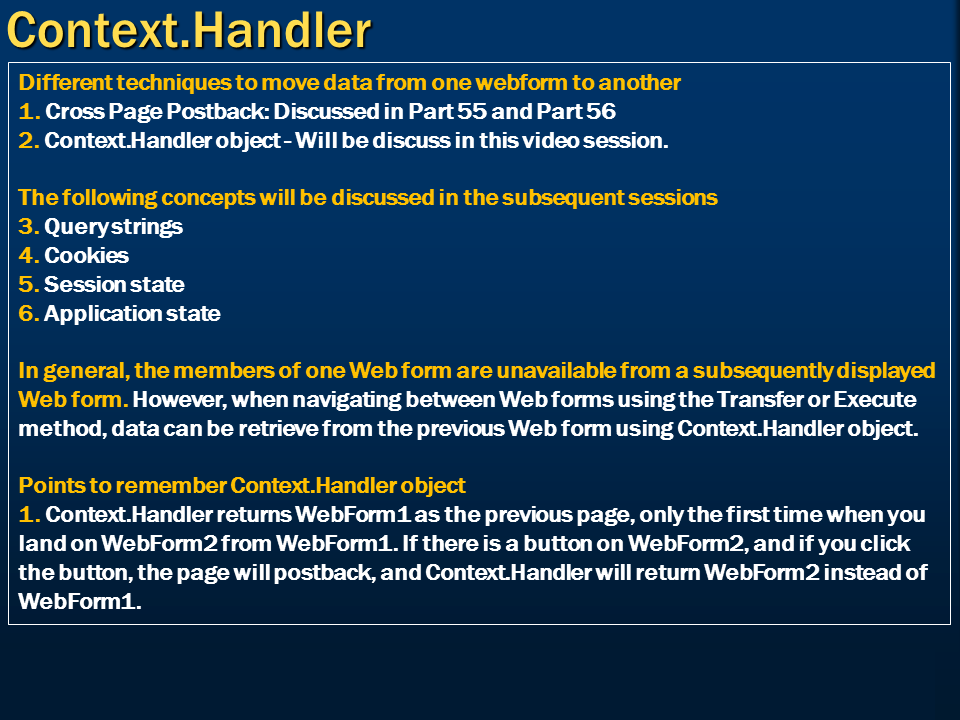 Context.Handler
Different techniques to move data from one webform to another
1. Cross Page Postback: Discussed in Part 55 and Part 56
2. Context.Handler object - Will be discuss in this video session.
The following concepts will be discussed in the subsequent sessions
3. Query strings
4. Cookies
5. Session state
6. Application state
In general, the members of one Web form are unavailable from a subsequently displayed
Web form. However, when navigating between Web forms using the Transfer or Execute
method, data can be retrieve from the previous Web form using Context.Handler object.
Points to remember Context.Handler object
1. Context.Handler returns WebForm1 as the previous page, only the first time when you
land on WebForm2 from WebForm1. If there is a button on WebForm2, and if you click
the button, the page will postback, and Context.Handler will return WebForm2 instead of
WebForm1.